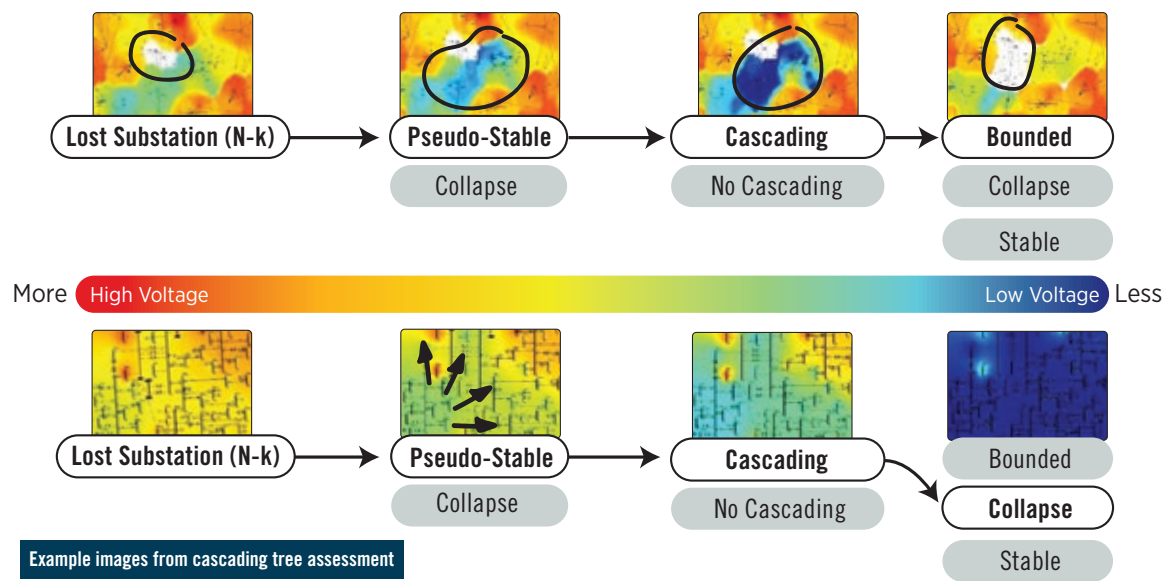 Lost Substation (N-k)
Pseudo-Stable
Cascading
Bounded
Collapse
No Cascading
Collapse
Stable
More
High Voltage
Low Voltage
Less
Lost Substation (N-k)
Pseudo-Stable
Cascading
Bounded
Collapse
No Cascading
Collapse
Stable
Example images from cascading tree assessment